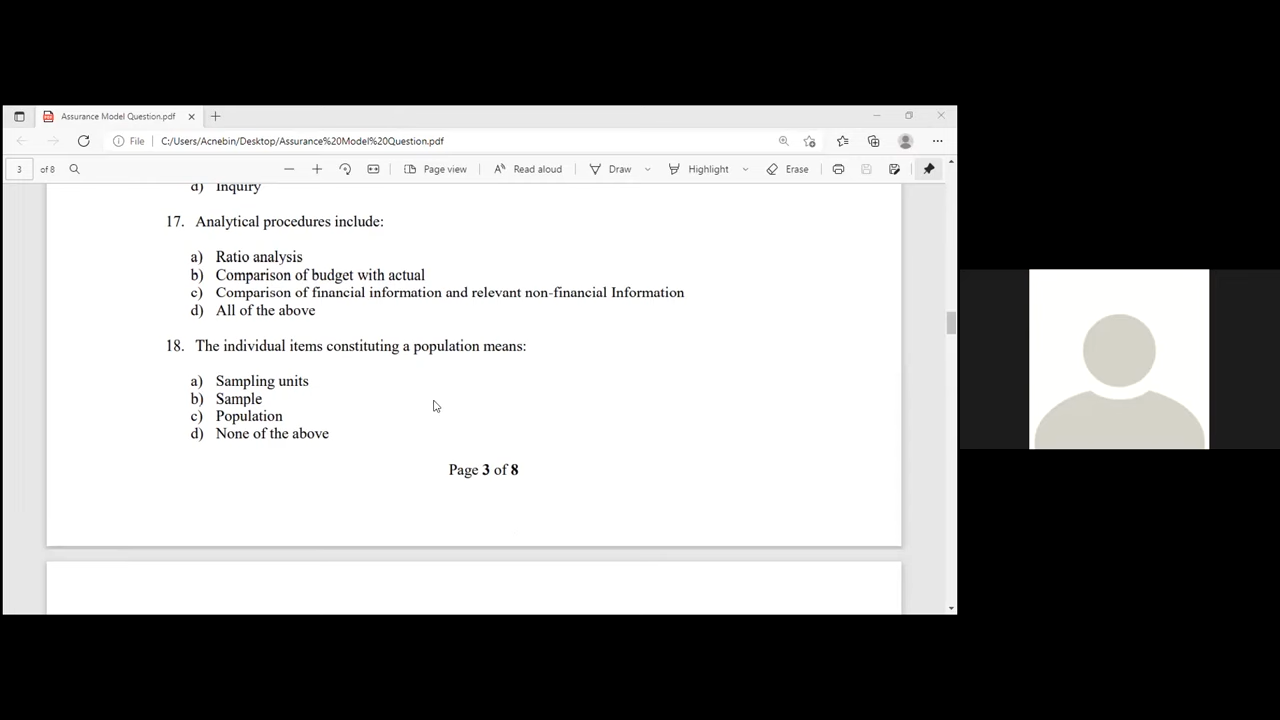 Assurance Model Question.pdf
File C:/Users/Acnebin/Desktop/Assurance%20Model%20Question.pdf
3 of 8 Page view Read aloud Draw Highlight Erase
d) Inquiry
17. Analytical procedures include:
a) Ratio analysis
b) Comparison of budget with actual
c) Comparison of financial information and relevant non-financial Information
d) All of the above
18. The individual items constituting a population means:
a) Sampling units
b) Sample
c) Population
d) None of the above
Page 3 of 8